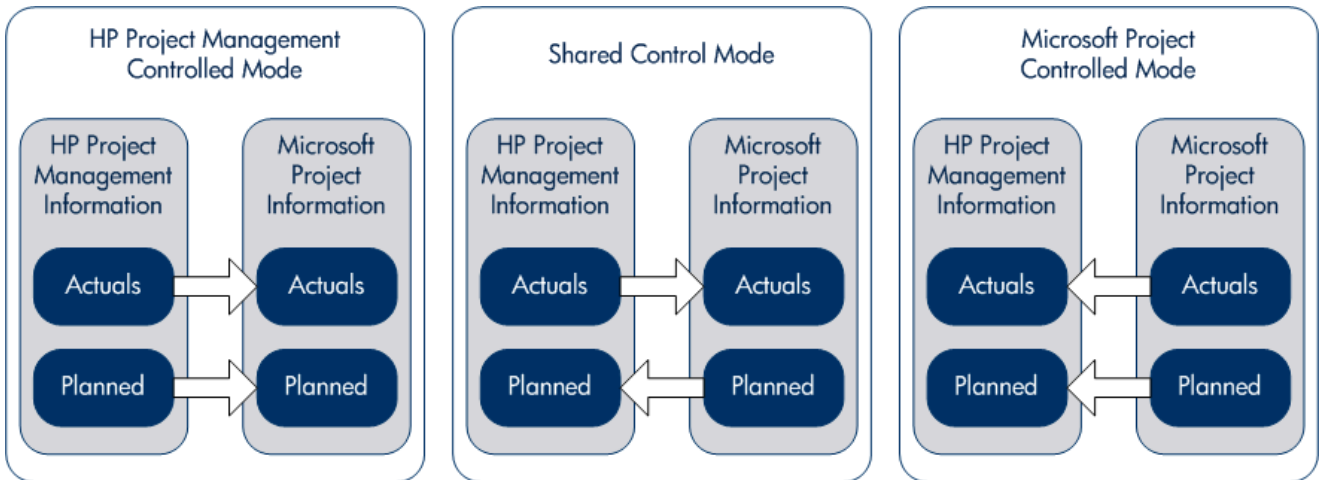 HP Project Management
Controlled Mode
HP Project
Management
Information
Microsoft
Project
Information
Actuals
Actuals
Planned
Planned
Shared Control Mode
HP Project
Management
Information
Microsoft
Project
Information
Actuals
Actuals
Planned
Planned
Microsoft Project
Controlled Mode
HP Project
Management
Information
Microsoft
Project
Information
Actuals
Actuals
Planned
Planned